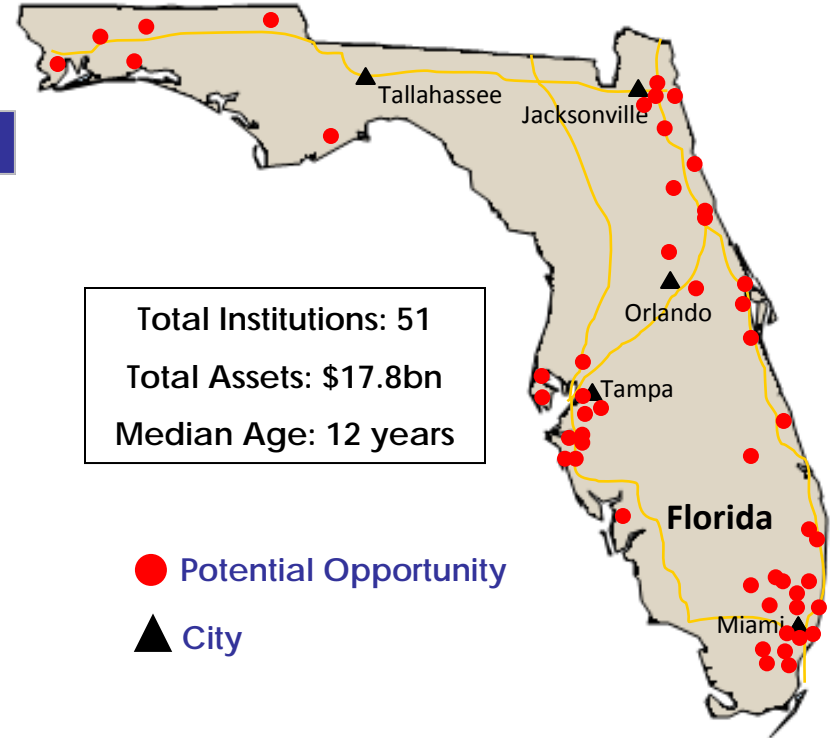 Tallahassee
Jacksonville
Total Institutions: 51
Total Assets: $17.8bn
Median Age: 12 years
Orlando
Tampa
Florida
Potential Opportunity
Miami
City